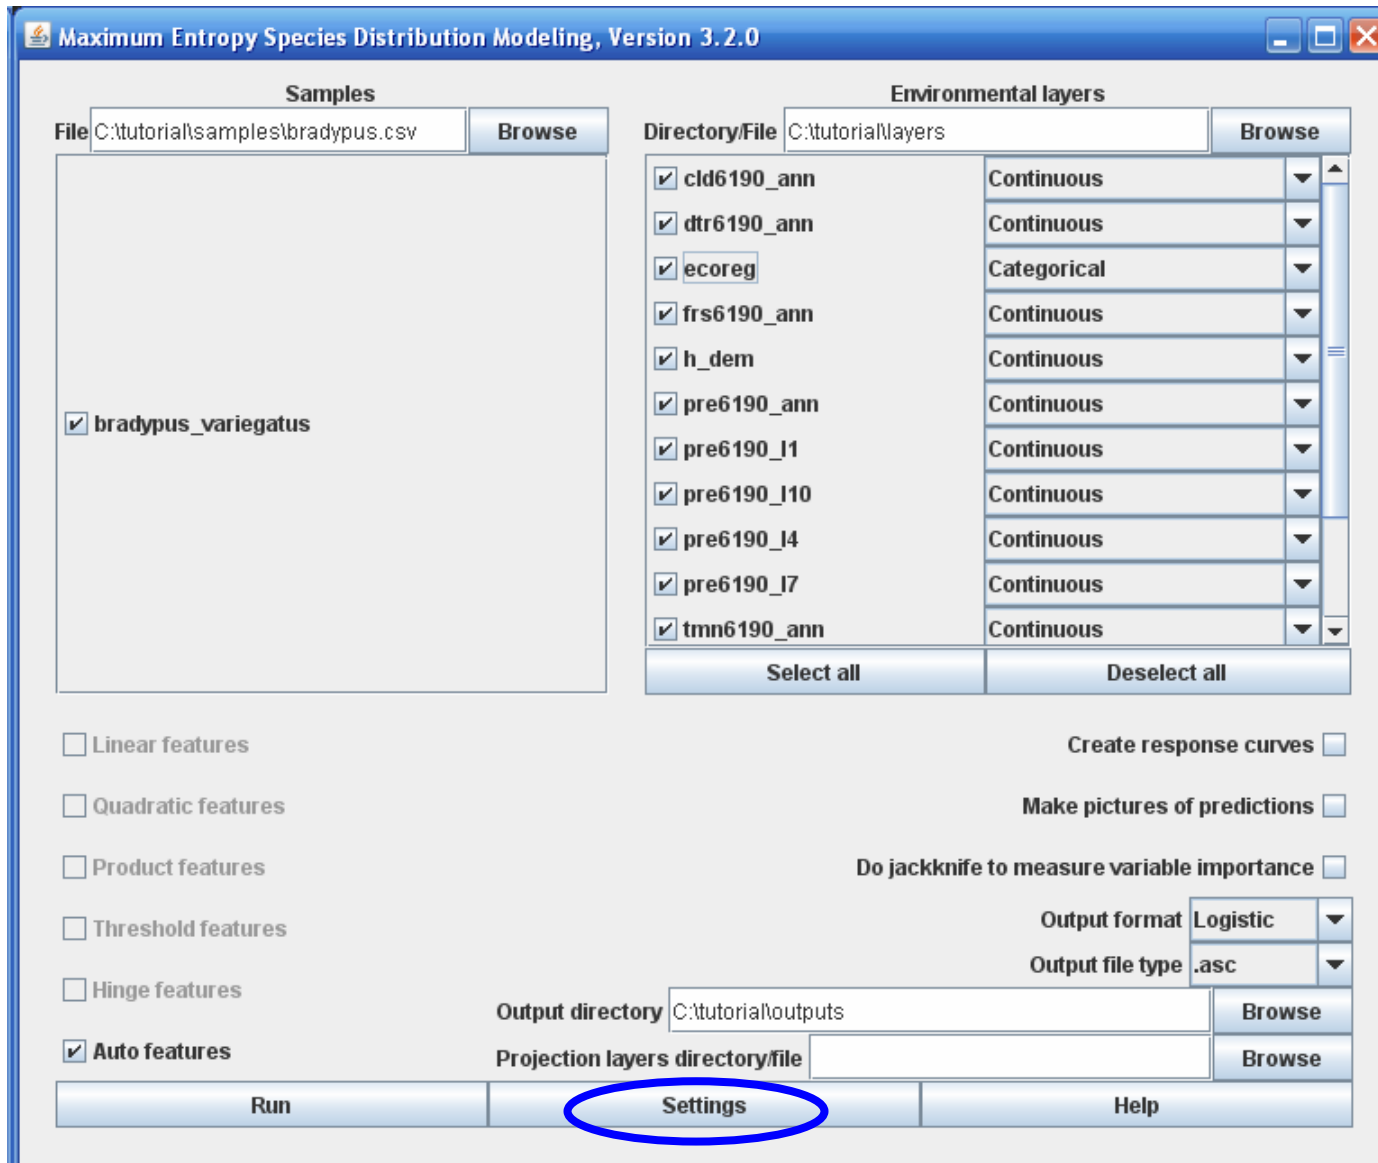 Maximum Entropy Species Distribution Modeling, Version 3.2.0
Samples
File C:\tutorial\samples\bradypus.csv Browse
bradypus_variegatus
Environmental layers
Directory/File C:\tutorial\layers Browse
cld6190_ann Continuous
dtr6190_ann Continuous
ecoreg Categorical
frs6190_ann Continuous
h_dem Continuous
pre6190_ann Continuous
pre6190_l1 Continuous
pre6190_l10 Continuous
pre6190_l4 Continuous
pre6190_l7 Continuous
tmn6190_ann Continuous
Select all Deselect all
Linear features
Quadratic features
Product features
Threshold features
Hinge features
Auto features
Create response curves
Make pictures of predictions
Do jackknife to measure variable importance
Output format Logistic
Output file type .asc
Output directory C:\tutorial\outputs Browse
Projection layers directory/file Browse
Run Settings Help